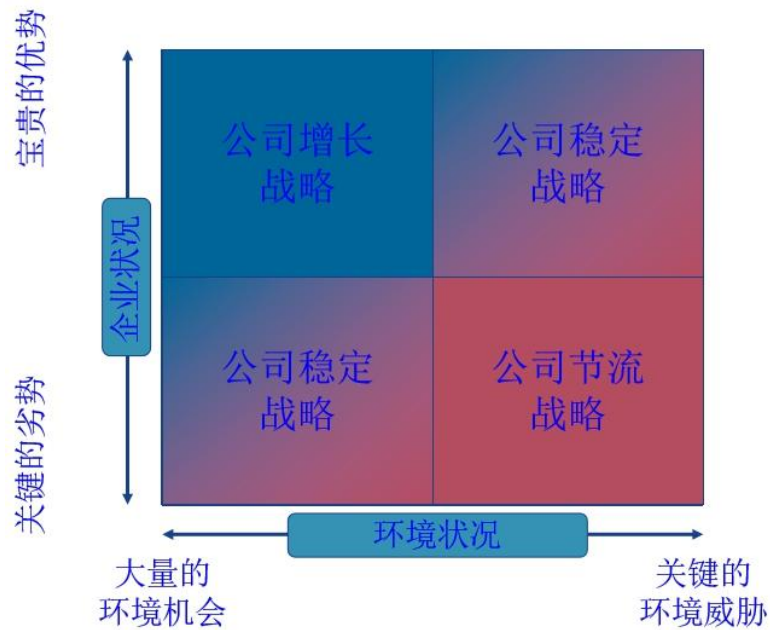 宝贵的优势
企业状况
关键的劣势
公司增长
战略
公司稳定
战略
公司稳定
战略
公司节流
战略
环境状况
大量的
环境机会
关键的
环境威胁